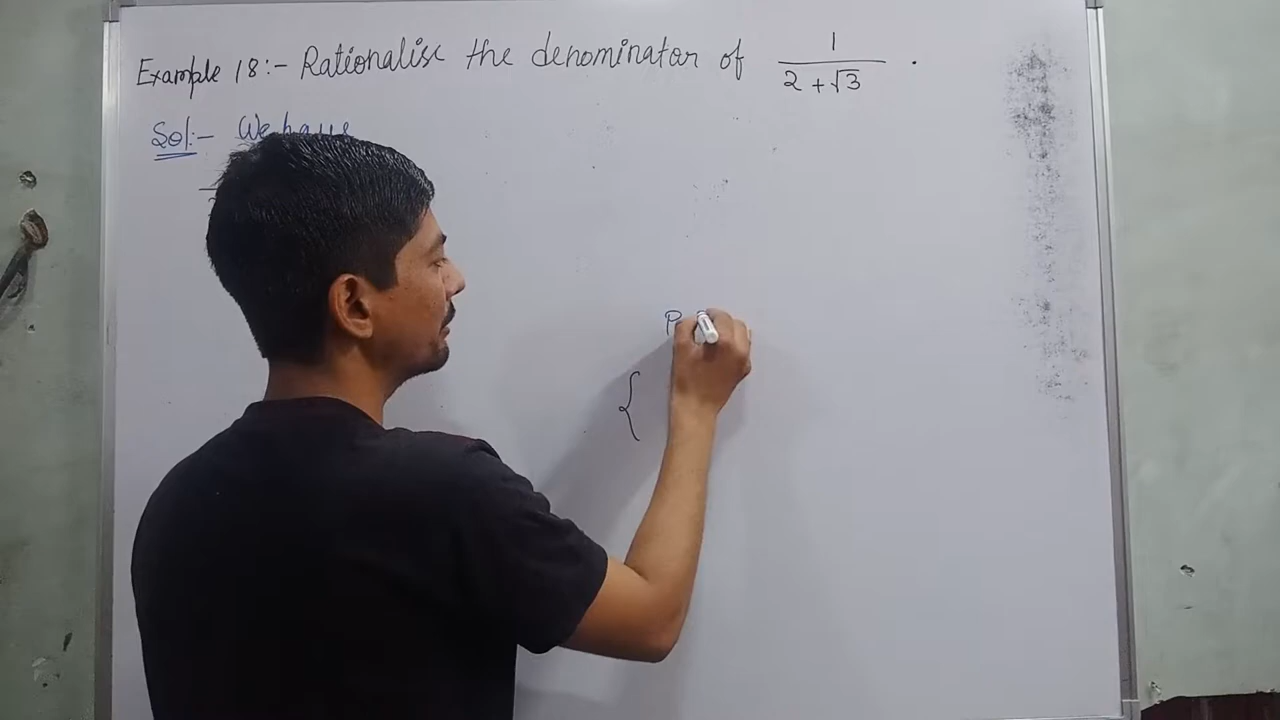 Example 18:- Rationalise the denominator of 1/(2+√3) .
Sol:- We have
{